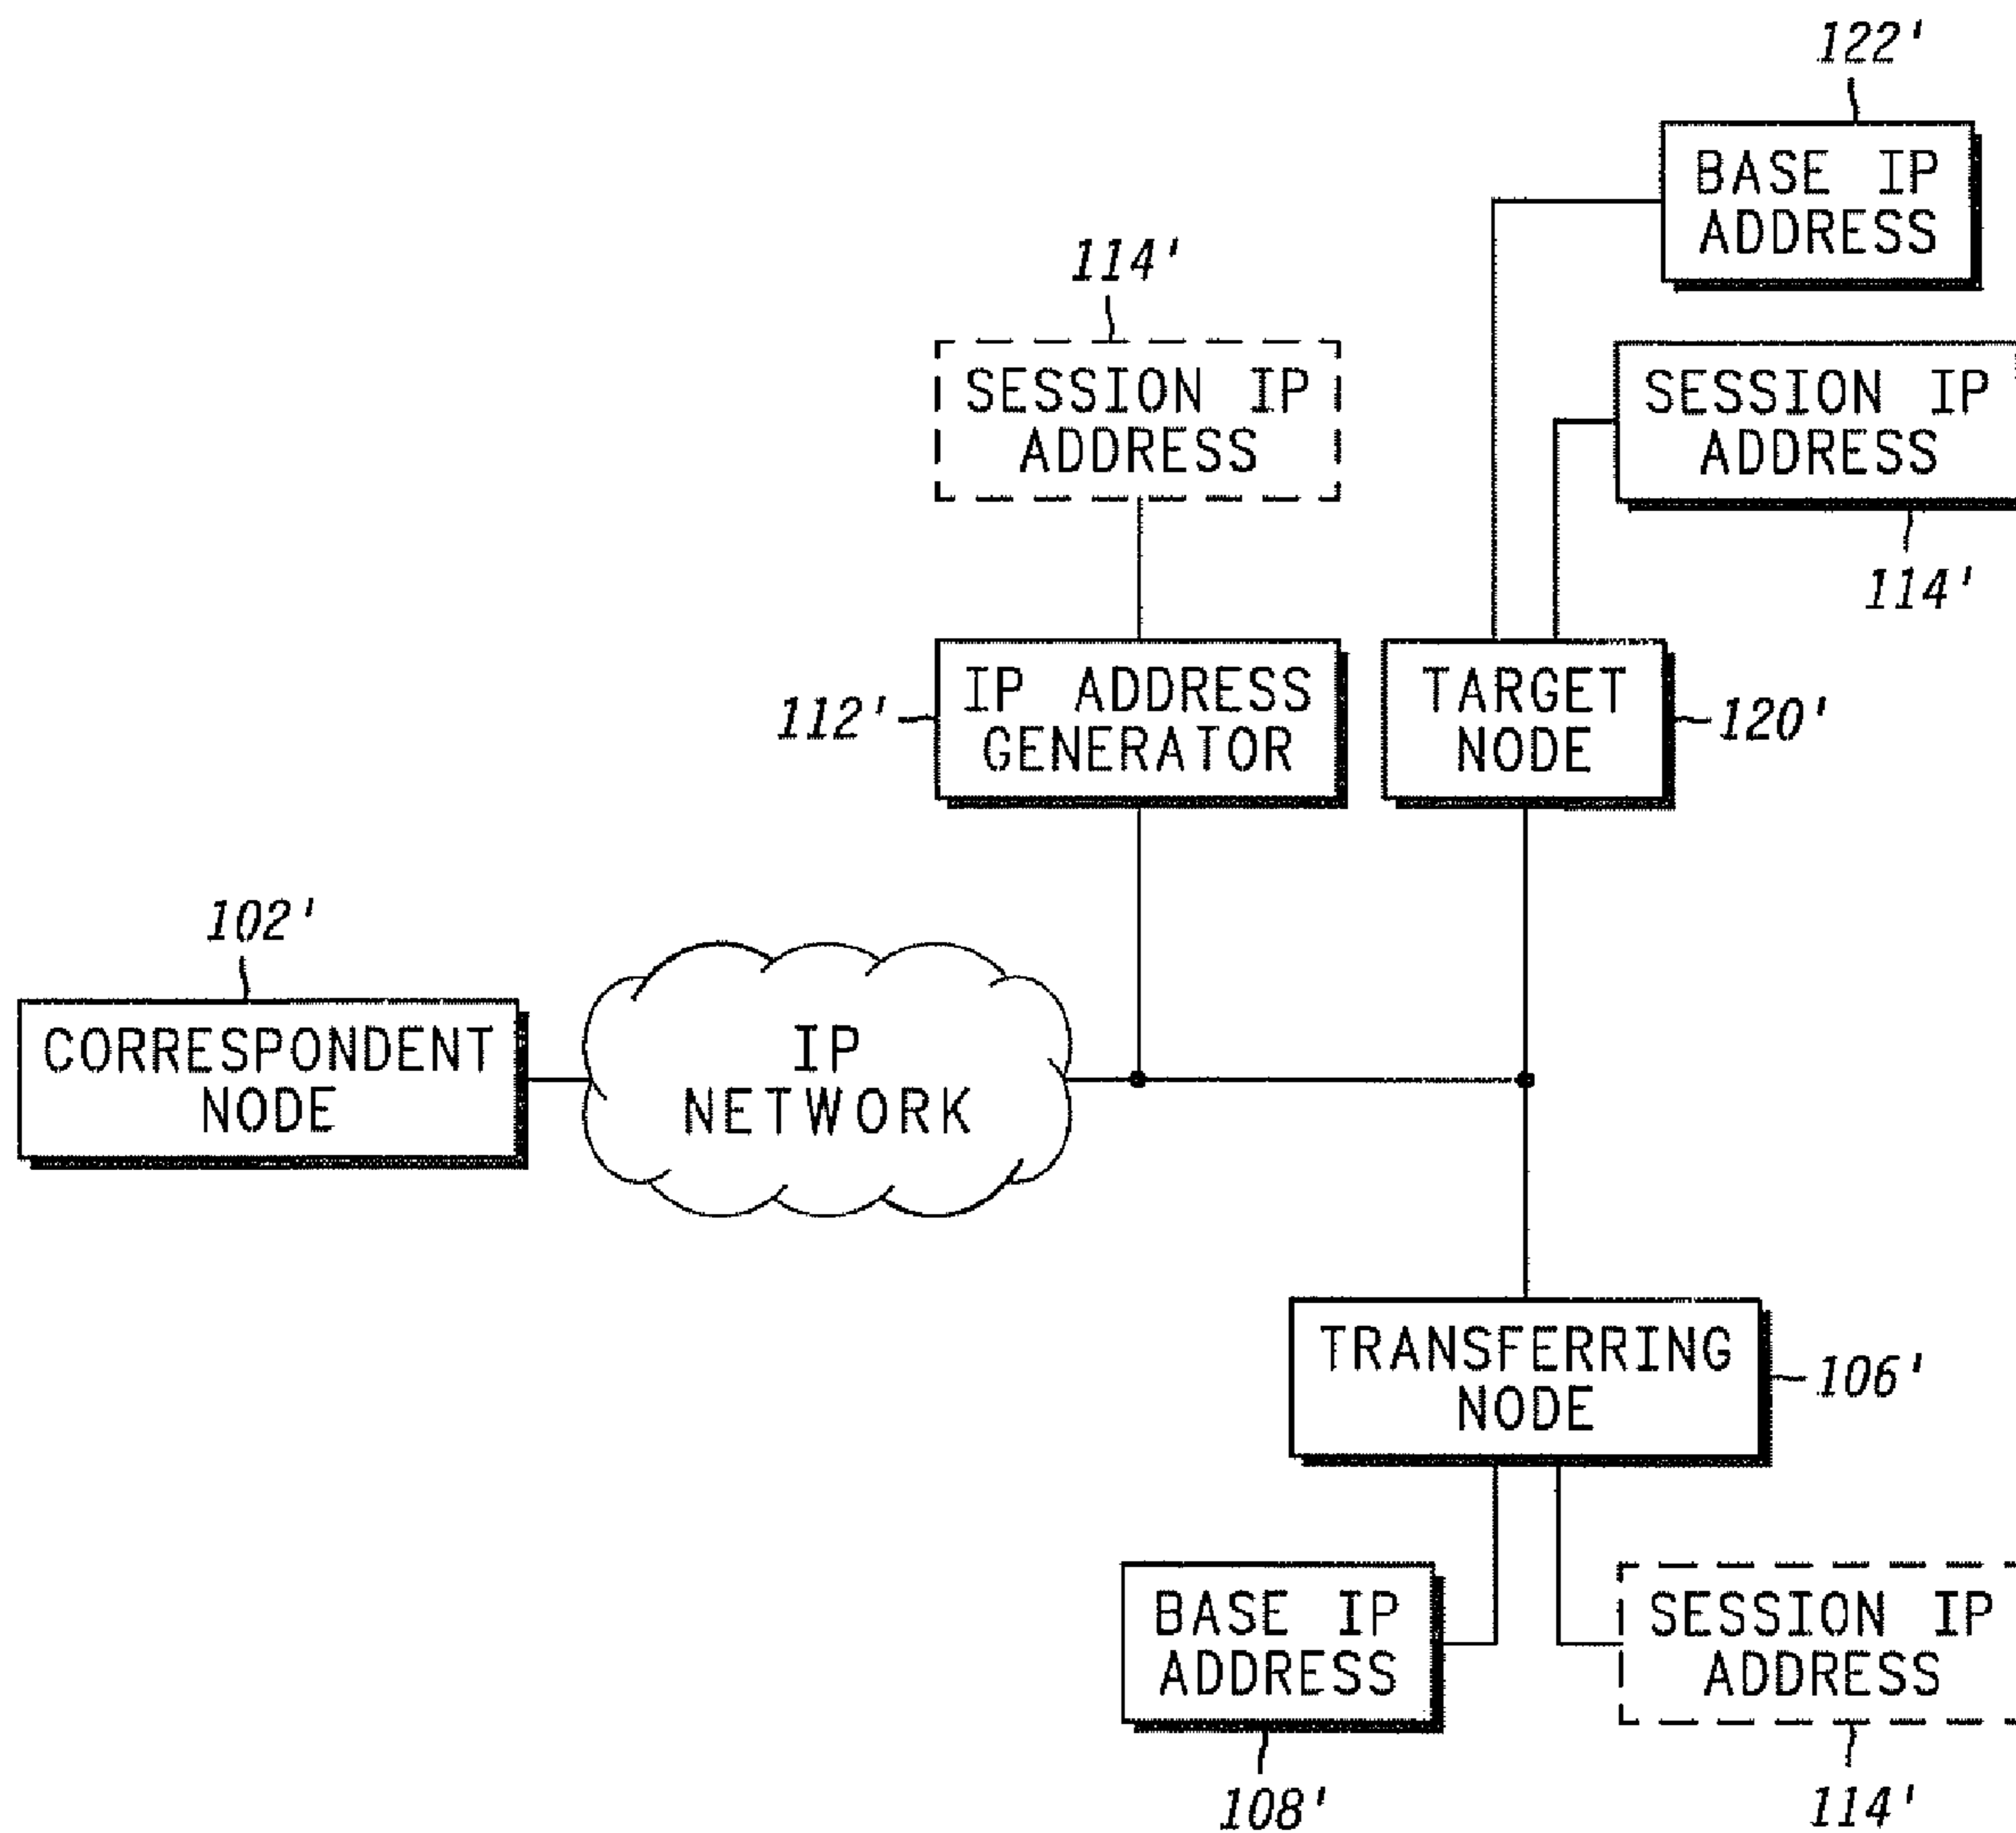 122'
BASE IP
ADDRESS
114'
SESSION IP
ADDRESS
SESSION IP
ADDRESS
114'
112'
IP ADDRESS
GENERATOR
TARGET
NODE
120'
102'
CORRESPONDENT
NODE
IP
NETWORK
TRANSFERRING
NODE
106'
BASE IP
ADDRESS
SESSION IP
ADDRESS
108'
114'